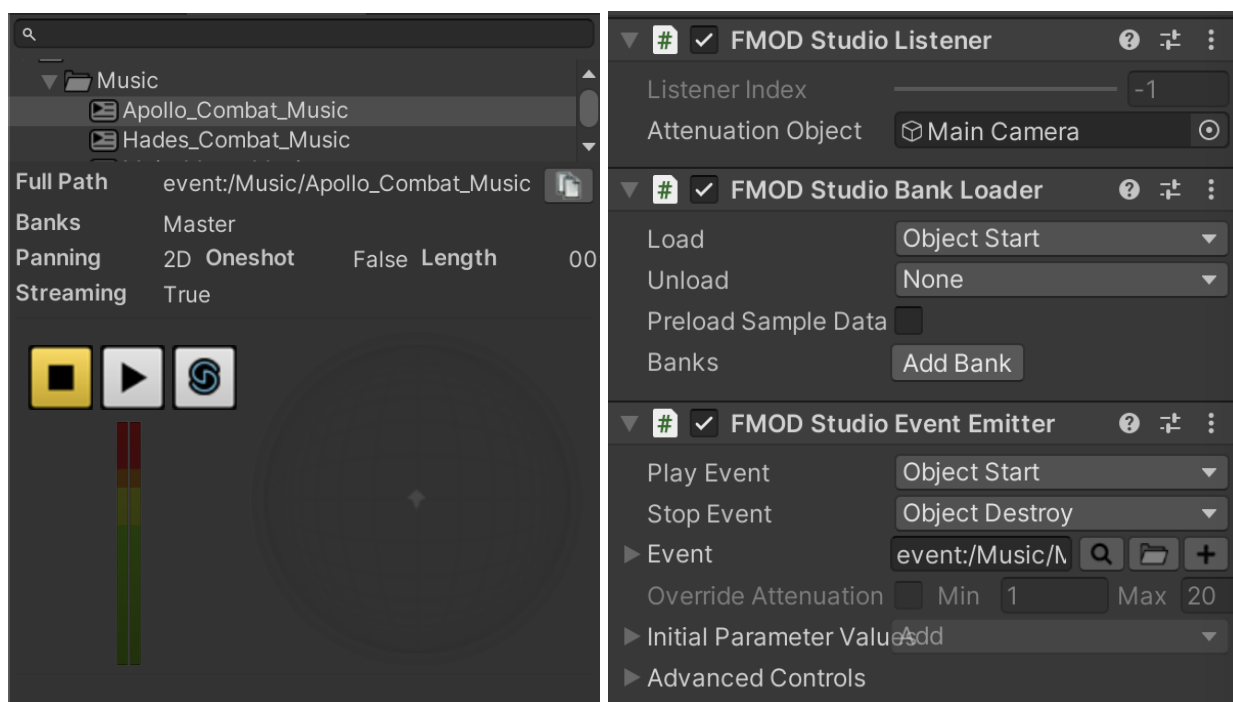 Music
Apollo_Combat_Music
Hades_Combat_Music
Full Path event:/Music/Apollo_Combat_Music
Banks Master
Panning 2D Oneshot False Length 00
Streaming True
FMOD Studio Listener
Listener Index -1
Attenuation Object Main Camera
FMOD Studio Bank Loader
Load Object Start
Unload None
Preload Sample Data
Banks Add Bank
FMOD Studio Event Emitter
Play Event Object Start
Stop Event Object Destroy
Event event:/Music/M
Override Attenuation Min 1 Max 20
Initial Parameter Values Add
Advanced Controls